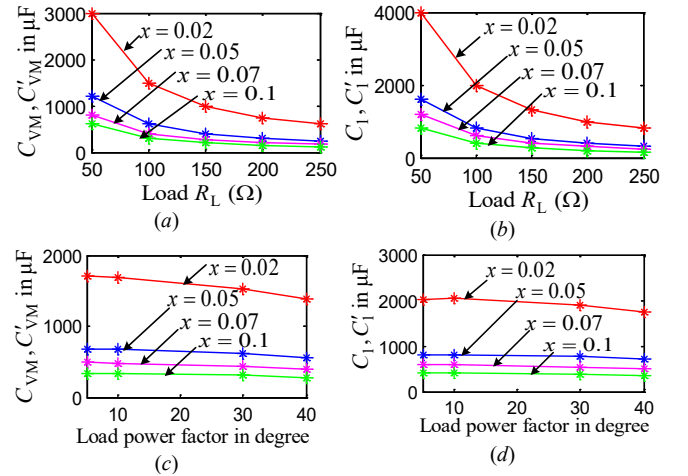 3000
2000
1000
0
C_VM, C′_VM in µF
x = 0.02
x = 0.05
x = 0.07
x = 0.1
50 100 150 200 250
Load R_L (Ω)
(a)
4000
2000
0
C_1, C′_1 in µF
x = 0.02
x = 0.05
x = 0.07
x = 0.1
50 100 150 200 250
Load R_L (Ω)
(b)
2000
1000
0
C_VM, C′_VM in µF
x = 0.02
x = 0.05
x = 0.07
x = 0.1
10 20 30 40
Load power factor in degree
(c)
3000
2000
1000
0
C_1, C′_1 in µF
x = 0.02
x = 0.05
x = 0.07
x = 0.1
10 20 30 40
Load power factor in degree
(d)